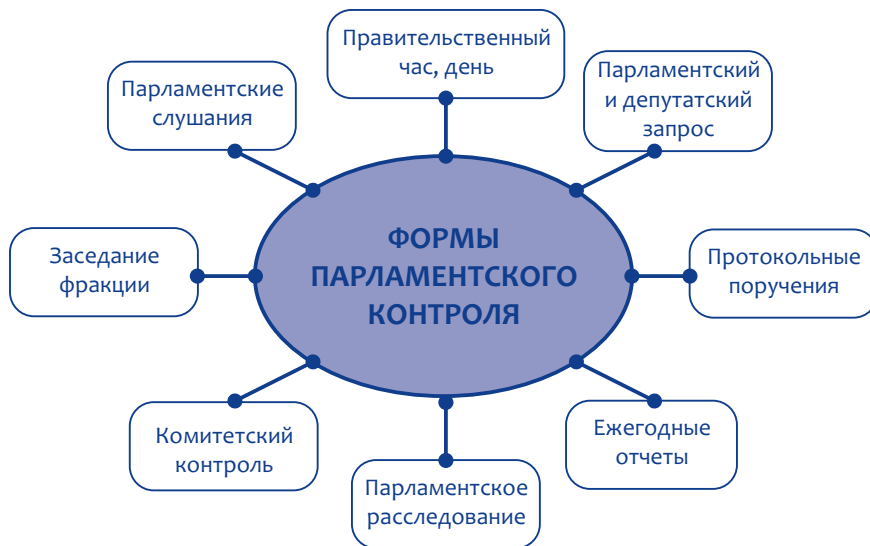 Правительственный
час, день
Парламентские
слушания
Парламентский
и депутатский
запрос
Заседание
фракции
ФОРМЫ
ПАРЛАМЕНТСКОГО
КОНТРОЛЯ
Протокольные
поручения
Комитетский
контроль
Ежегодные
отчеты
Парламентское
расследование